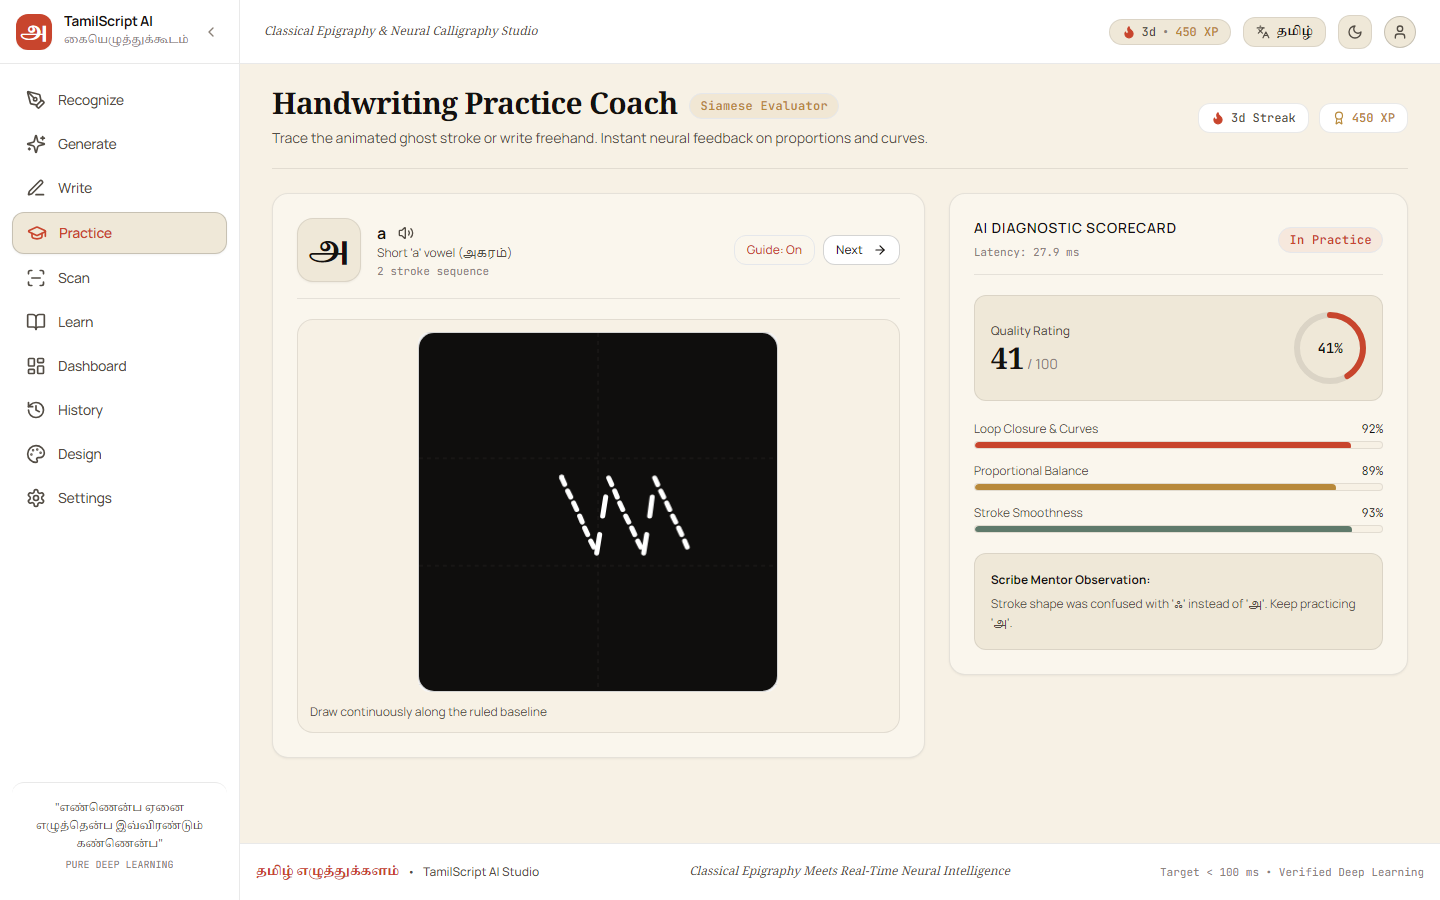 TamilScript AI
கையெழுத்துக்கூடம்
Classical Epigraphy & Neural Calligraphy Studio
3d • 450 XP
தமிழ்
Recognize
Generate
Write
Practice
Scan
Learn
Dashboard
History
Design
Settings
"எண்ணென்ப ஏனை
எழுத்தென்ப இவ்விரண்டும்
கண்ணென்ப"
PURE DEEP LEARNING
Handwriting Practice Coach
Siamese Evaluator
Trace the animated ghost stroke or write freehand. Instant neural feedback on proportions and curves.
3d Streak
450 XP
அ
a
Short 'a' vowel (அகரம்)
2 stroke sequence
Guide: On
Next
Draw continuously along the ruled baseline
AI DIAGNOSTIC SCORECARD
Latency: 27.9 ms
In Practice
Quality Rating
41 / 100
41%
Loop Closure & Curves 92%
Proportional Balance 89%
Stroke Smoothness 93%
Scribe Mentor Observation:
Stroke shape was confused with 'ஃ' instead of 'அ'. Keep practicing
'அ'.
தமிழ் எழுத்துக்களம் • TamilScript AI Studio
Classical Epigraphy Meets Real-Time Neural Intelligence
Target < 100 ms • Verified Deep Learning